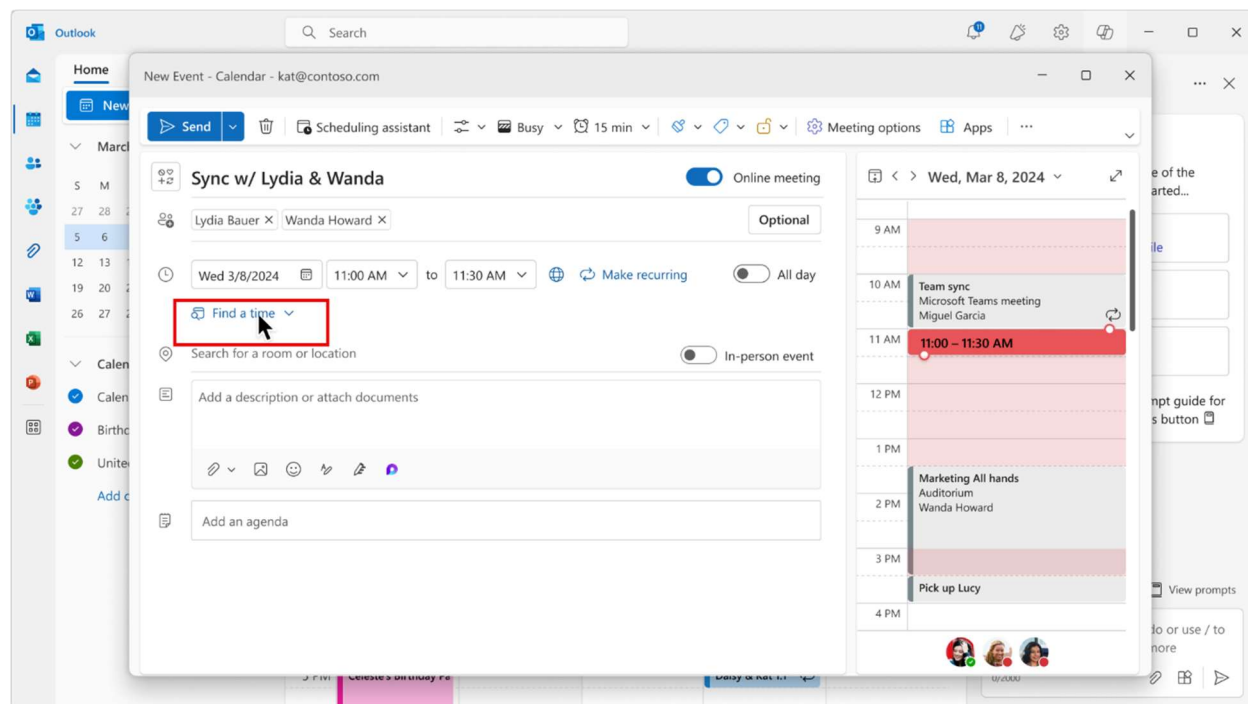 Outlook
Search
Home
New
New Event - Calendar - kat@contoso.com
Send
Scheduling assistant
Busy
15 min
Meeting options
Apps
March
S M
27 28
5 6
12 13
19 20
26 27
Sync w/ Lydia & Wanda
Online meeting
Lydia Bauer
Wanda Howard
Optional
Wed 3/8/2024
11:00 AM
to
11:30 AM
Make recurring
All day
Find a time
Search for a room or location
In-person event
Add a description or attach documents
Add an agenda
Wed, Mar 8, 2024
9 AM
10 AM
Team sync
Microsoft Teams meeting
Miguel Garcia
11 AM
11:00 – 11:30 AM
12 PM
1 PM
Marketing All hands
Auditorium
2 PM
Wanda Howard
3 PM
Pick up Lucy
4 PM
e of the
arted...
ile
mpt guide for
s button
View prompts
do or use / to
more
0/2000
Calen
Calen
Birthd
United
Add c
5 PM
Celeste's birthday Pa
Daisy & Kat 1:1